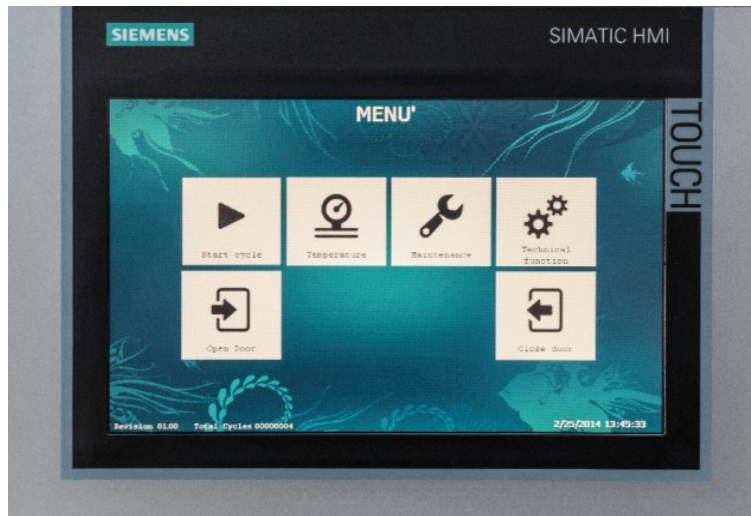 SIEMENS
SIMATIC HMI
TOUCH
MENU'
Start cycle
Temperature
Maintenance
Technical
function
Open Door
Close door
Revision 01.00
Total Cycles 00000004
2/25/2014 13:45:33